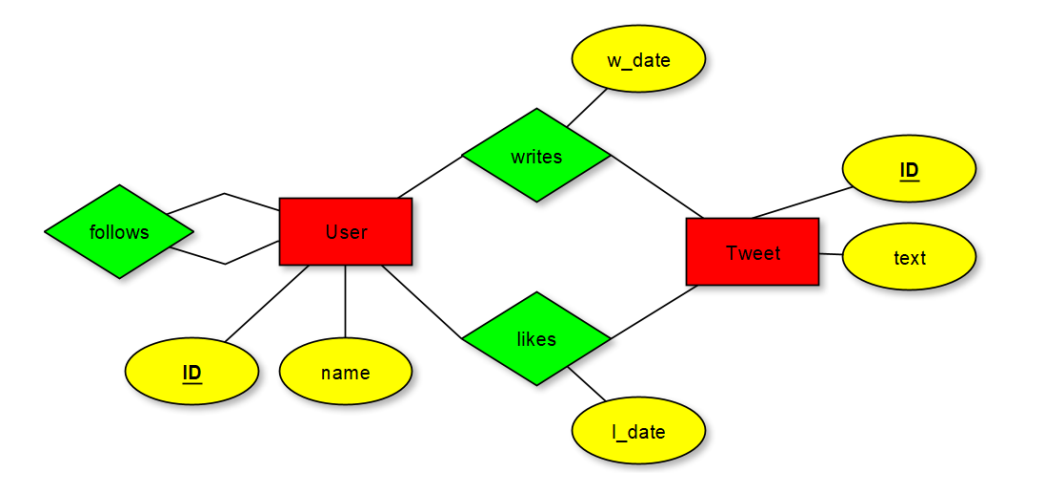 w_date
writes
ID
follows
User
Tweet
text
likes
ID
name
l_date